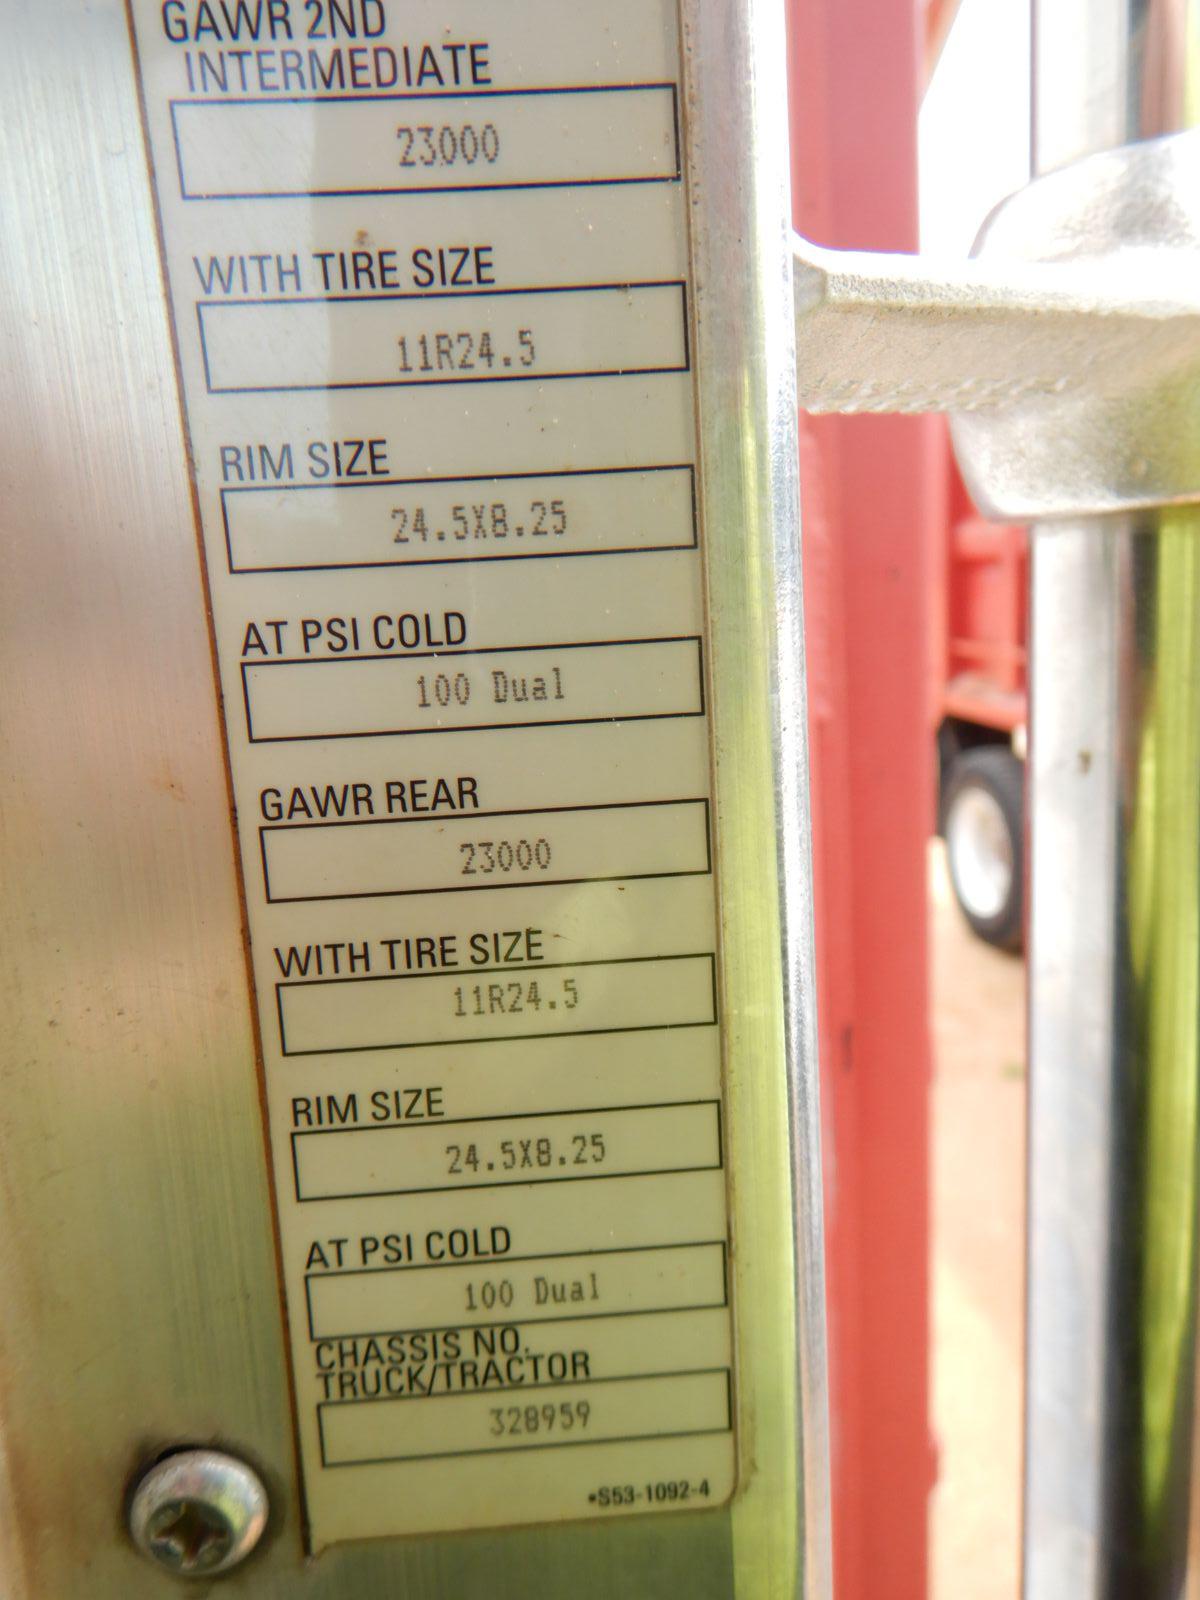 GAWR 2ND
INTERMEDIATE
23000
WITH TIRE SIZE
11R24.5
RIM SIZE
24.5X8.25
AT PSI COLD
100 Dual
GAWR REAR
23000
WITH TIRE SIZE
11R24.5
RIM SIZE
24.5X8.25
AT PSI COLD
100 Dual
CHASSIS NO.
TRUCK/TRACTOR
328959
•S53-1092-4